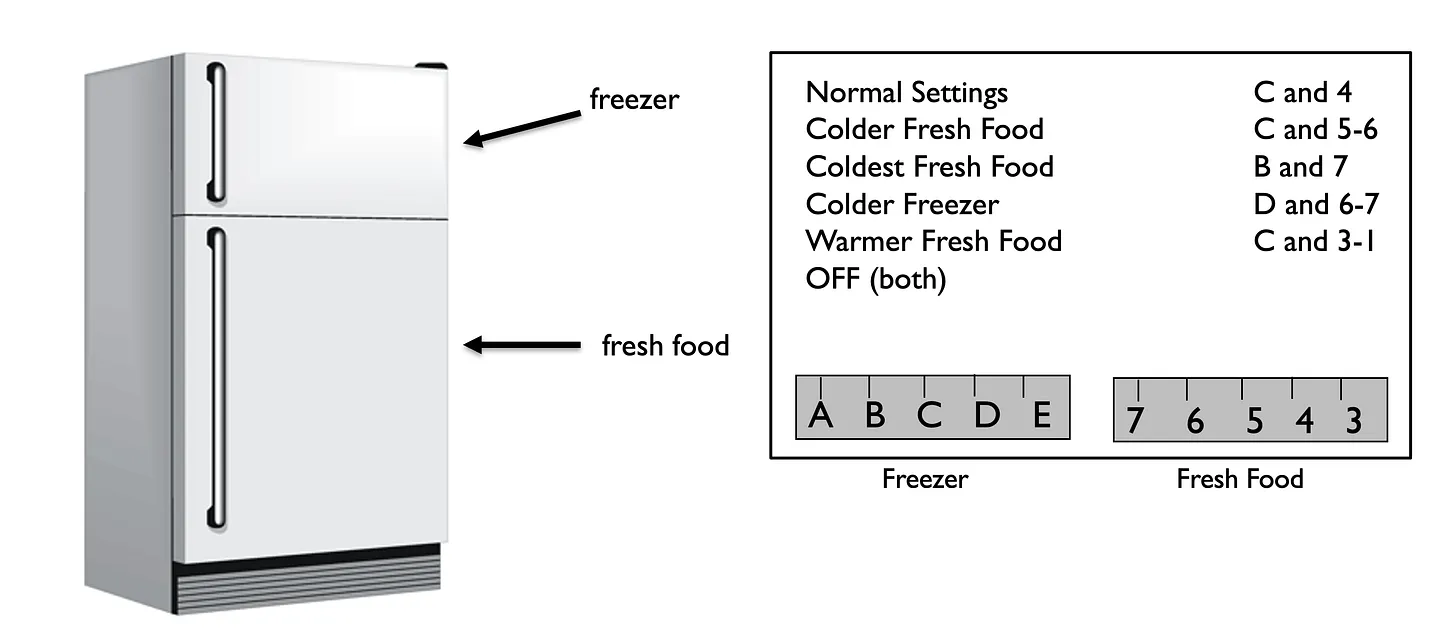 freezer
fresh food
Normal Settings C and 4
Colder Fresh Food C and 5-6
Coldest Fresh Food B and 7
Colder Freezer D and 6-7
Warmer Fresh Food C and 3-1
OFF (both)
A B C D E
7 6 5 4 3
Freezer
Fresh Food